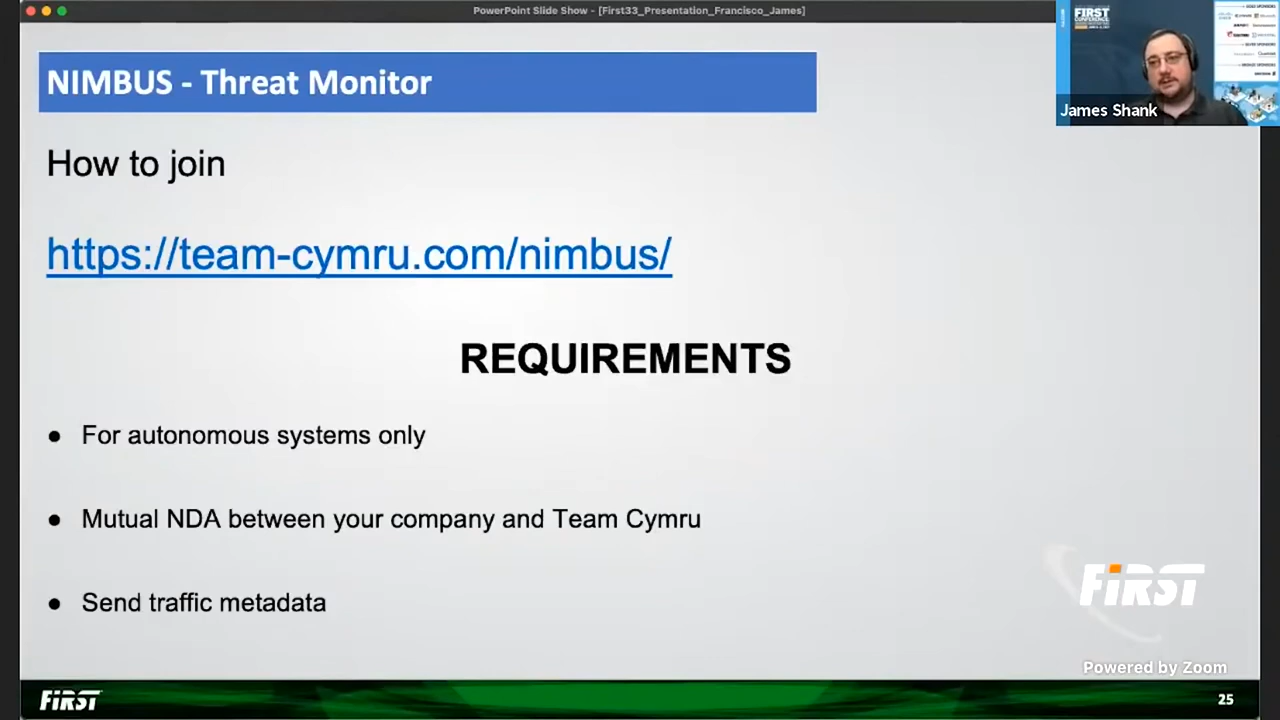 PowerPoint Slide Show - [First33_Presentation_Francisco_James]
NIMBUS - Threat Monitor
FIRST
CONFERENCE
James Shank
How to join
https://team-cymru.com/nimbus/
REQUIREMENTS
● For autonomous systems only
● Mutual NDA between your company and Team Cymru
● Send traffic metadata
FiRST
Powered by Zoom
FiRST
25